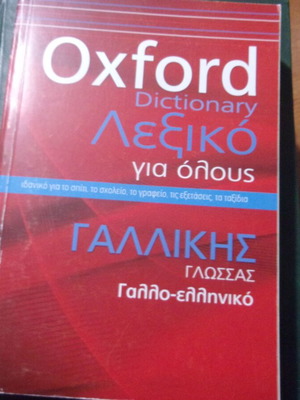 Oxford
Dictionary
Λεξικό
για όλους
ιδανικό για το σπίτι, το σχολείο, το γραφείο, τις εξετάσεις, τα ταξίδια
ΓΑΛΛΙΚΗΣ
ΓΛΩΣΣΑΣ
Γαλλο-ελληνικό